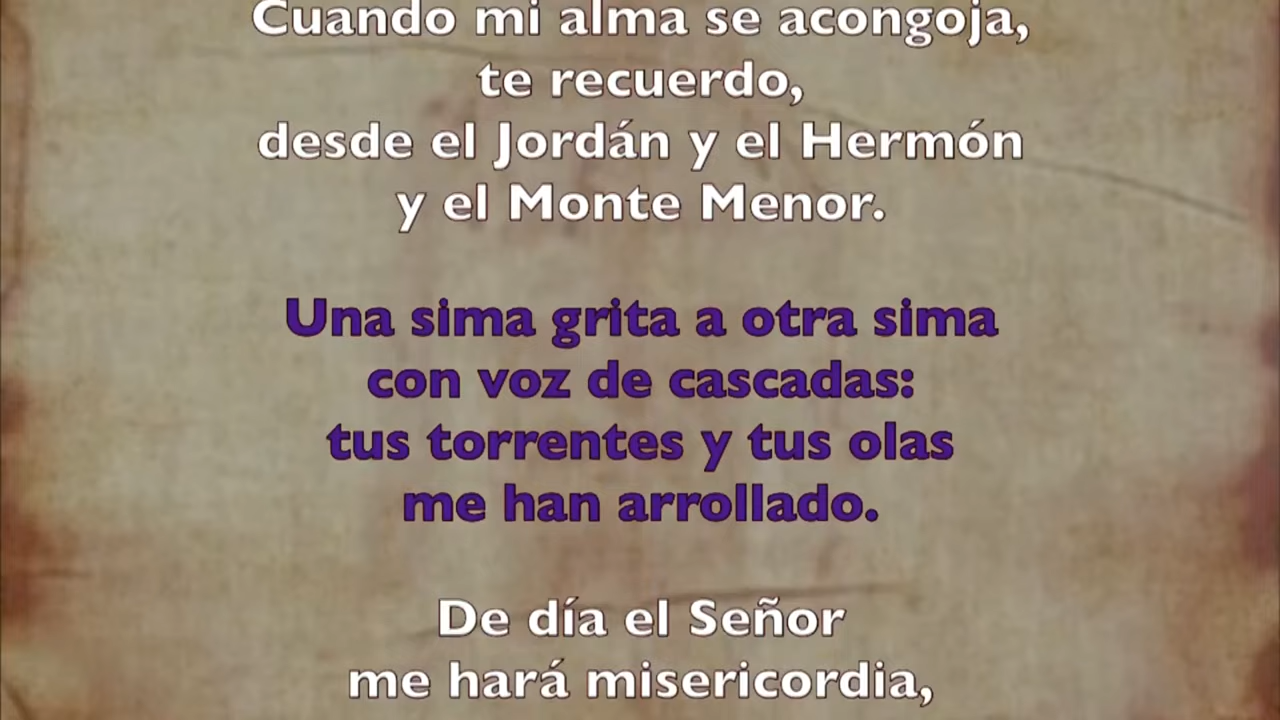 Cuando mi alma se acongoja,
te recuerdo,
desde el Jordán y el Hermón
y el Monte Menor.
Una sima grita a otra sima
con voz de cascadas:
tus torrentes y tus olas
me han arrollado.
De día el Señor
me hará misericordia,